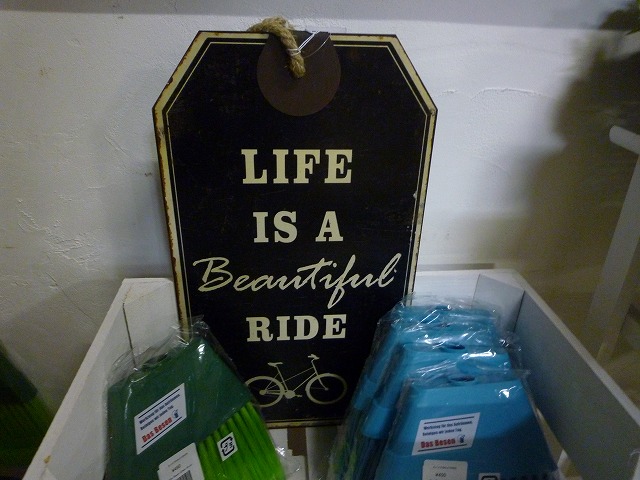 LIFE
IS A
Beautiful
RIDE
Das Besen
Das Besen